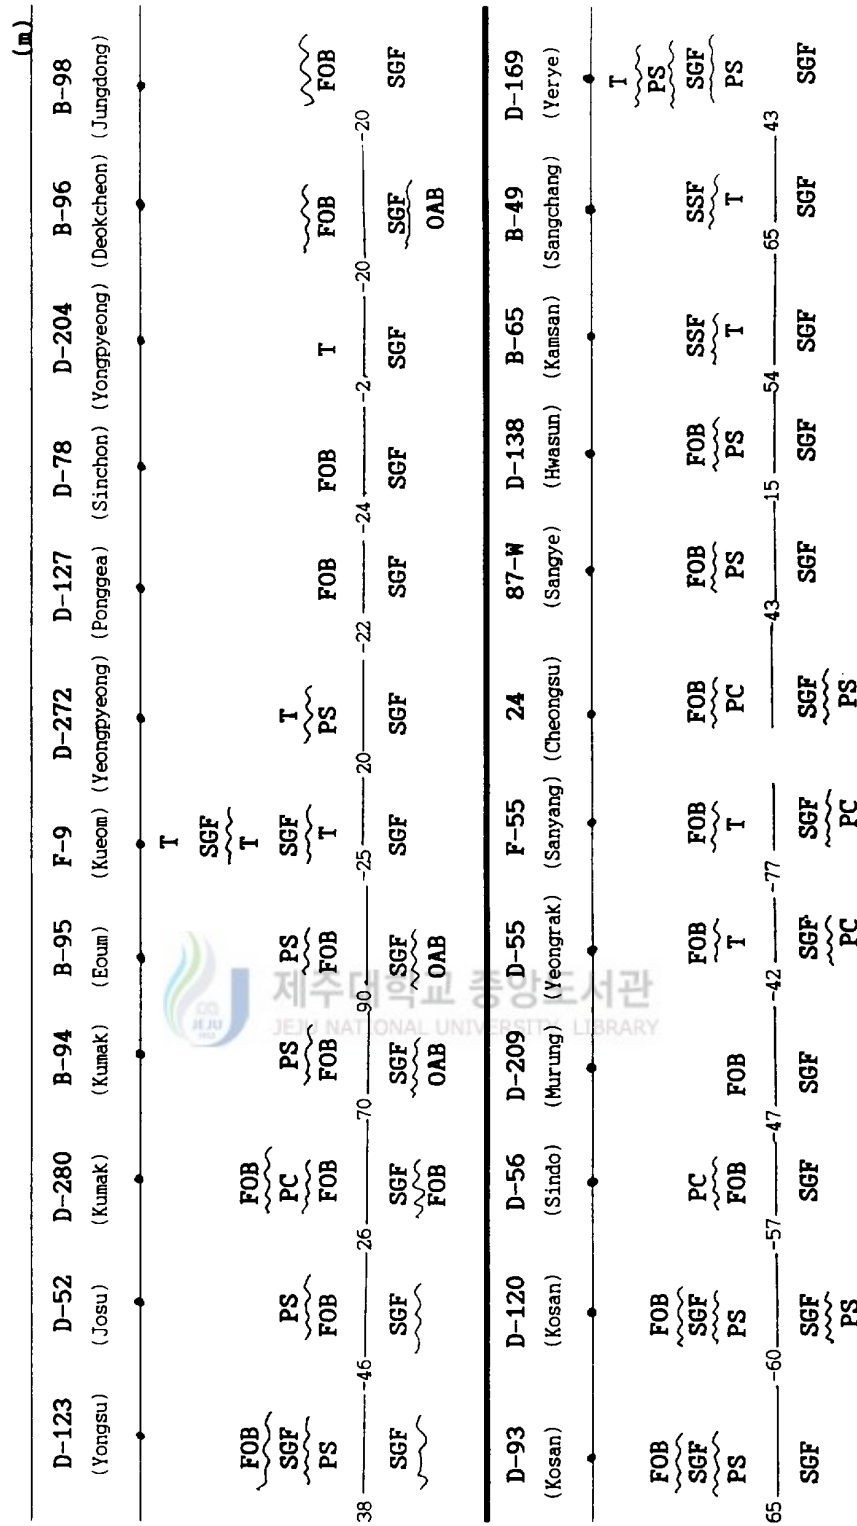 (m)
D-123 D-52 D-280 B-94 B-95 F-9 D-272 D-127 D-78 D-204 B-96 B-98
(Yongsu) (Josu) (Kumak) (Kumak) (Eoum) (Kueom) (Yeongpyeong) (Ponggea) (Sinchon) (Yongpyeong) (Deokcheon) (Jungdong)
T
SGF
FOB FOB T
SGF PS PC PS PS SGF T
PS FOB FOB FOB FOB T PS FOB FOB T FOB FOB
38 -46 26 -70 -90 -25 20 -22 -24 -2 -20 -20
SGF SGF SGF SGF SGF SGF SGF SGF SGF SGF SGF SGF
FOB OAB OAB OAB
제주대학교 중앙도서관
JEJU NATIONAL UNIVERSITY LIBRARY
JEJU
1952
D-93 D-120 D-56 D-209 D-55 F-55 24 87-W D-138 B-65 B-49 D-169
(Kosan) (Kosan) (Sindo) (Murung) (Yeongrak) (Sanyang) (Cheongsu) (Sangye) (Hwasun) (Kamsan) (Sangchang) (Yerye)
T
FOB FOB PS
SGF SGF PC FOB FOB FOB FOB FOB SSF SSF SGF
PS PS FOB FOB T T PC PS PS T T PS
65 -60 -57 -47 -42 -77 43 -15 54 65 43
SGF SGF SGF SGF SGF SGF SGF SGF SGF SGF SGF SGF
PS PC PC PS